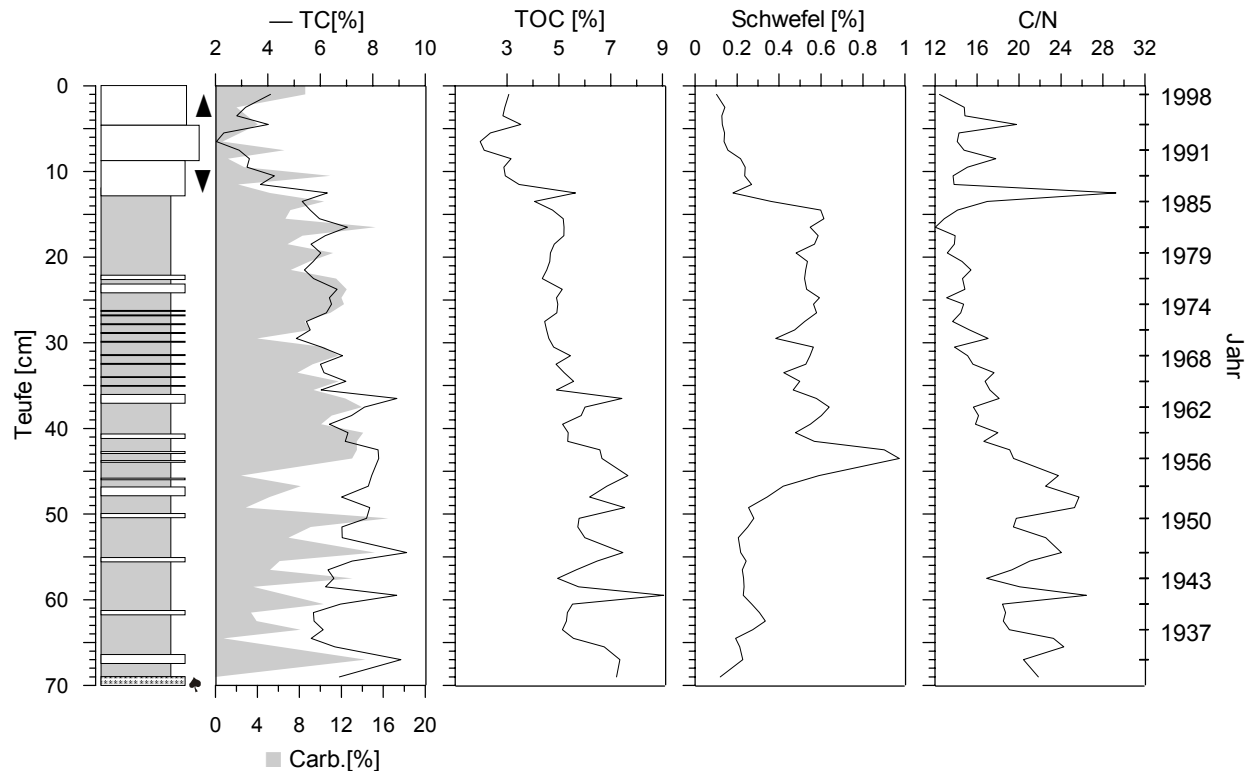 — TC[%]
TOC [%]
Schwefel [%]
C/N
2 4 6 8 10
3 5 7 9
0 0.2 0.4 0.6 0.8 1
12 16 20 24 28 32
0
10
20
30
40
50
60
70
Teufe [cm]
1998
1991
1985
1979
1974
1968
1962
1956
1950
1943
1937
Jahr
0 4 8 12 16 20
Carb.[%]